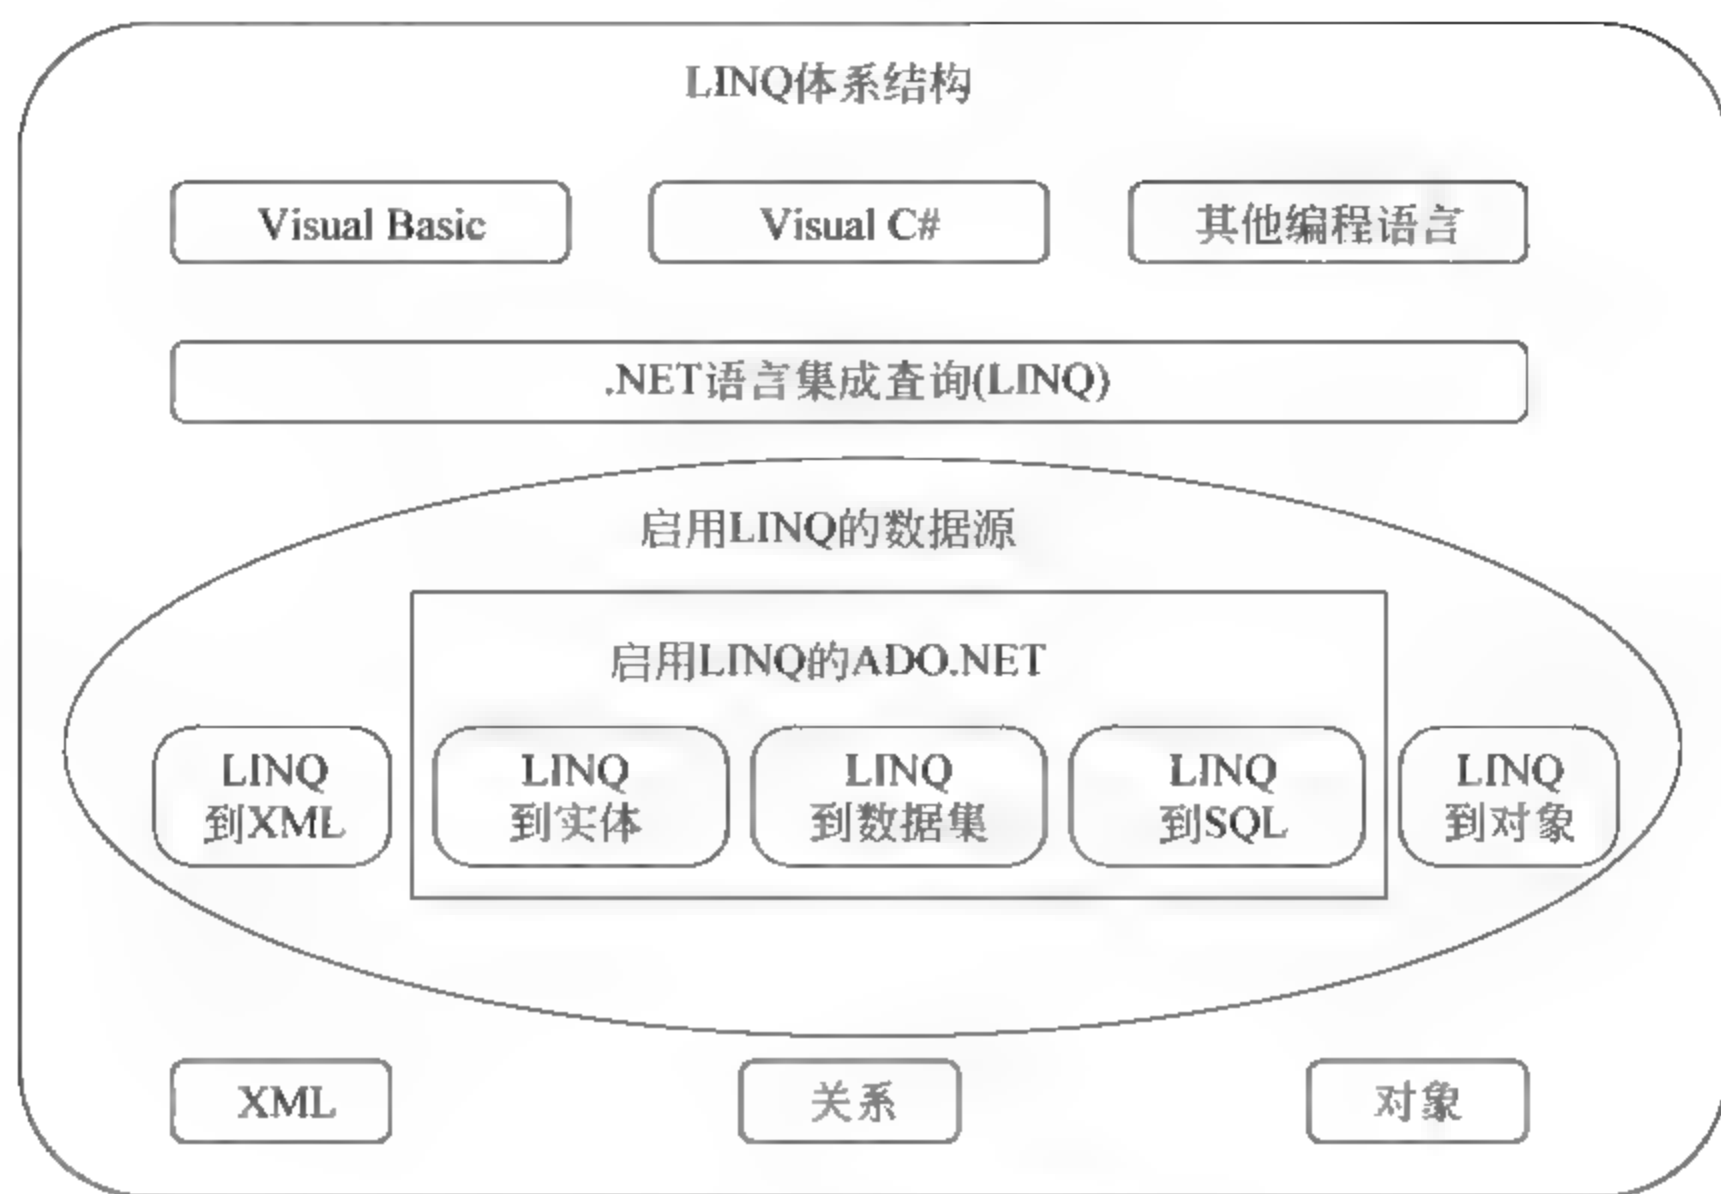 LINQ体系结构
Visual Basic
Visual C#
其他编程语言
.NET语言集成查询(LINQ)
启用LINQ的数据源
启用LINQ的ADO.NET
LINQ
到XML
LINQ
到实体
LINQ
到数据集
LINQ
到SQL
LINQ
到对象
XML
关系
对象